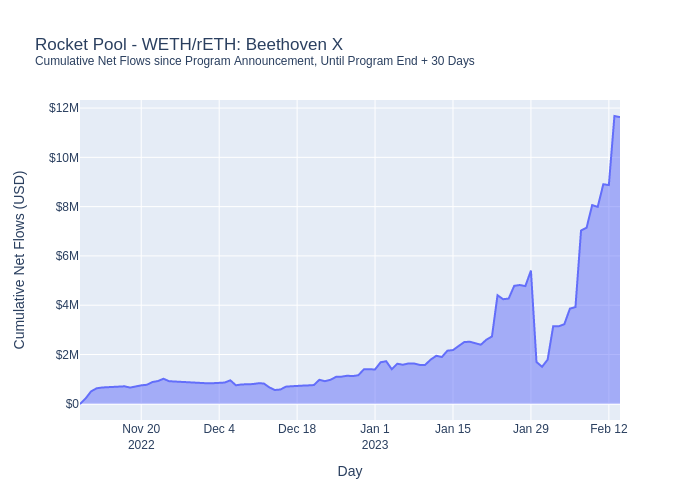 Rocket Pool - WETH/rETH: Beethoven X
Cumulative Net Flows since Program Announcement, Until Program End + 30 Days
$12M
$10M
$8M
$6M
$4M
$2M
$0
Cumulative Net Flows (USD)
Nov 20
2022
Dec 4
Dec 18
Jan 1
2023
Jan 15
Jan 29
Feb 12
Day